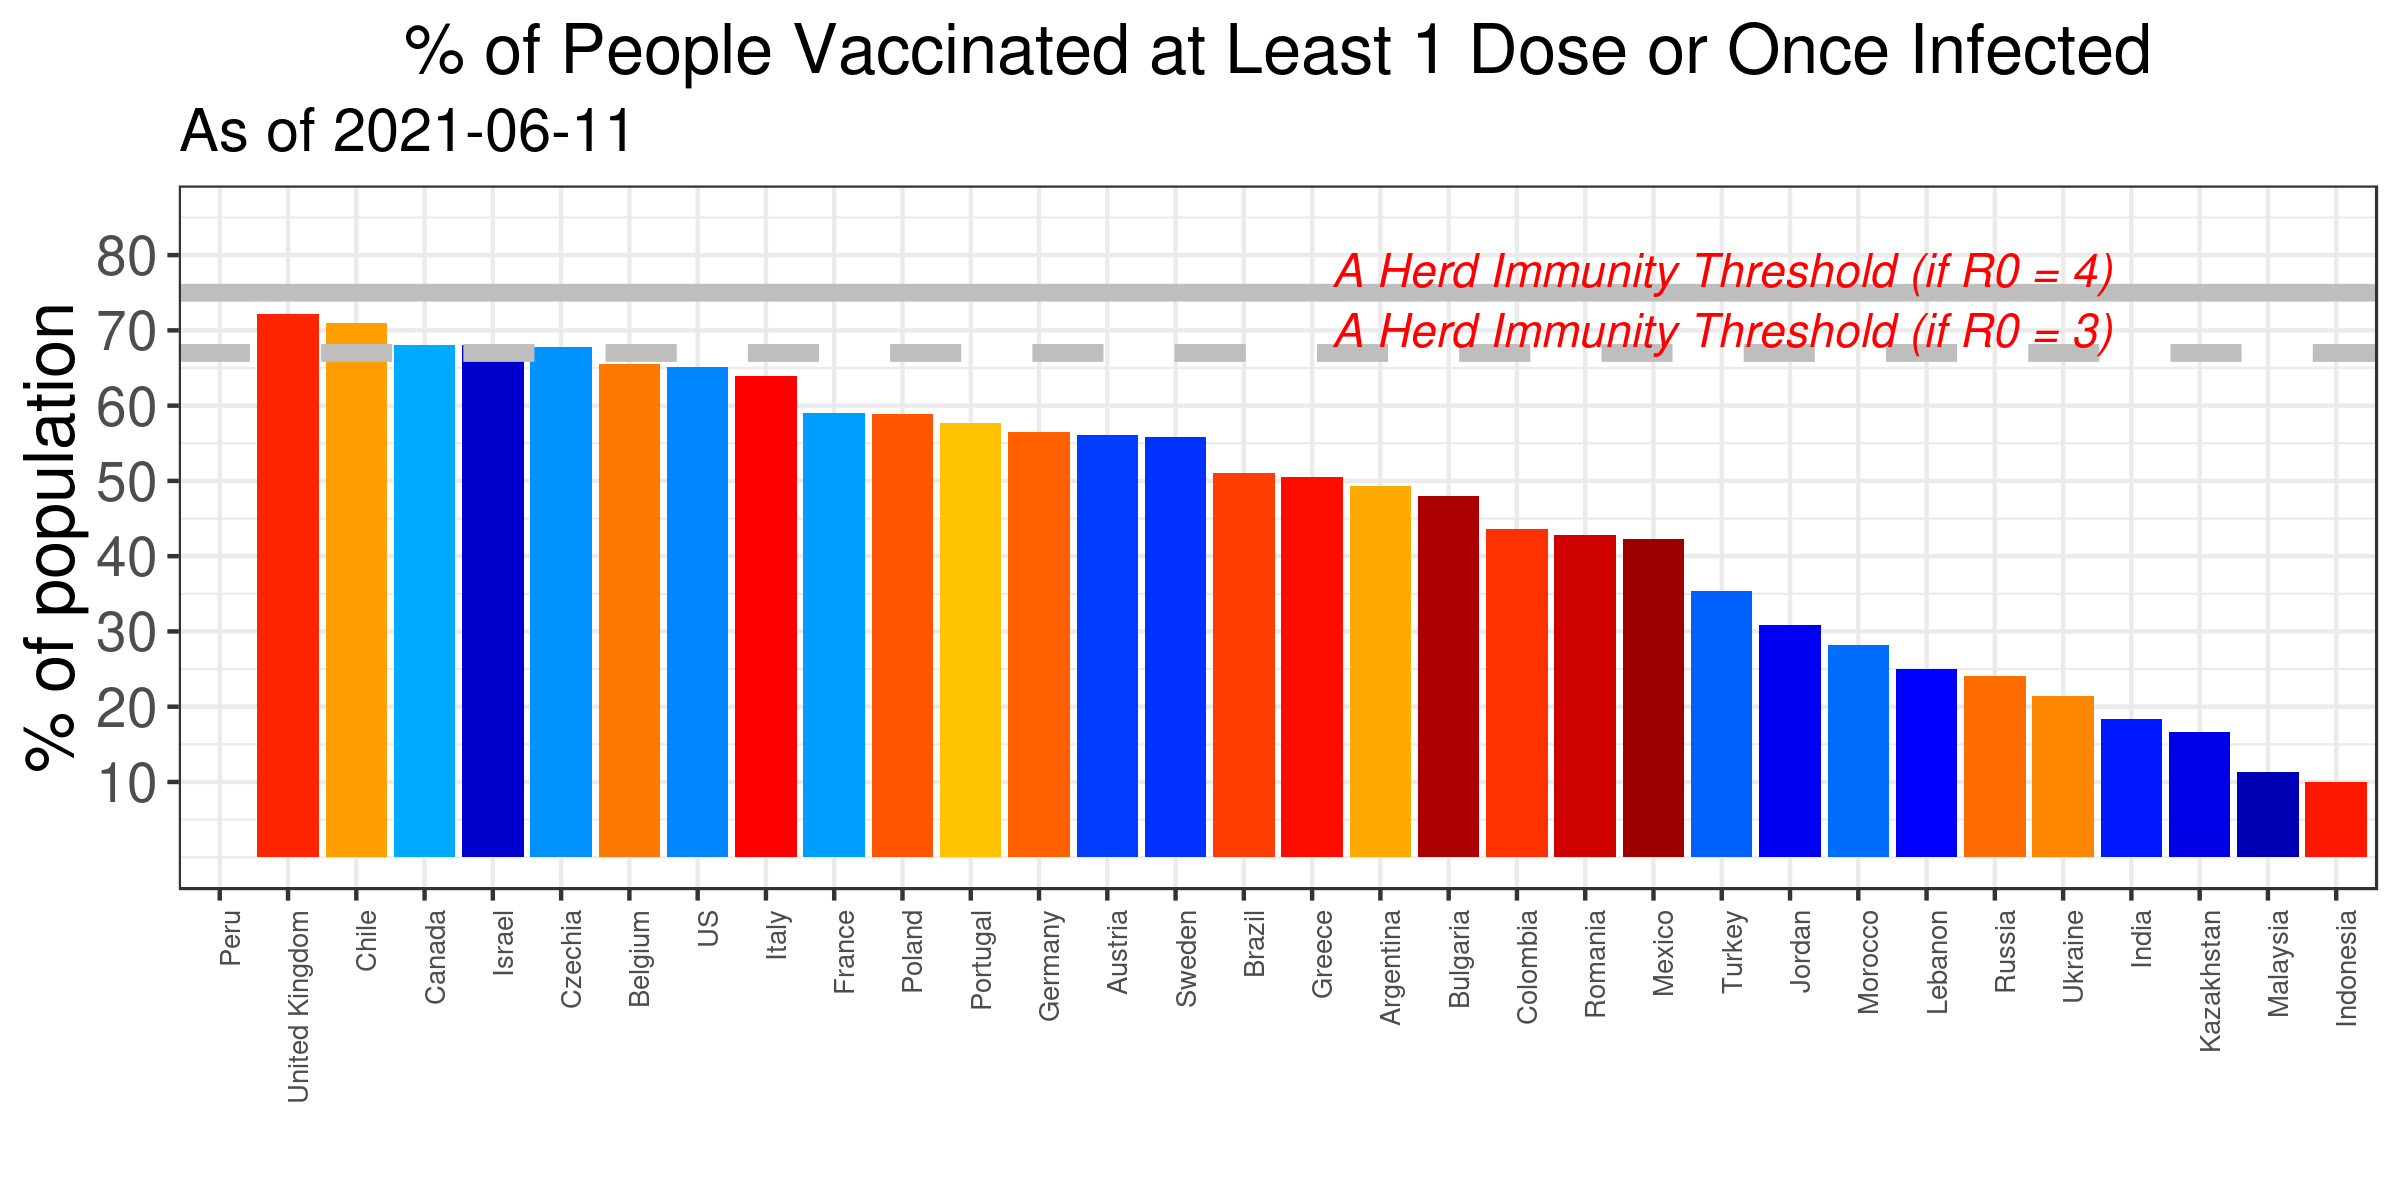 % of People Vaccinated at Least 1 Dose or Once Infected
As of 2021-06-11
% of population
80
70
60
50
40
30
20
10
A Herd Immunity Threshold (if R0 = 4)
A Herd Immunity Threshold (if R0 = 3)
Peru
United Kingdom
Chile
Canada
Israel
Czechia
Belgium
US
Italy
France
Poland
Portugal
Germany
Austria
Sweden
Brazil
Greece
Argentina
Bulgaria
Colombia
Romania
Mexico
Turkey
Jordan
Morocco
Lebanon
Russia
Ukraine
India
Kazakhstan
Malaysia
Indonesia